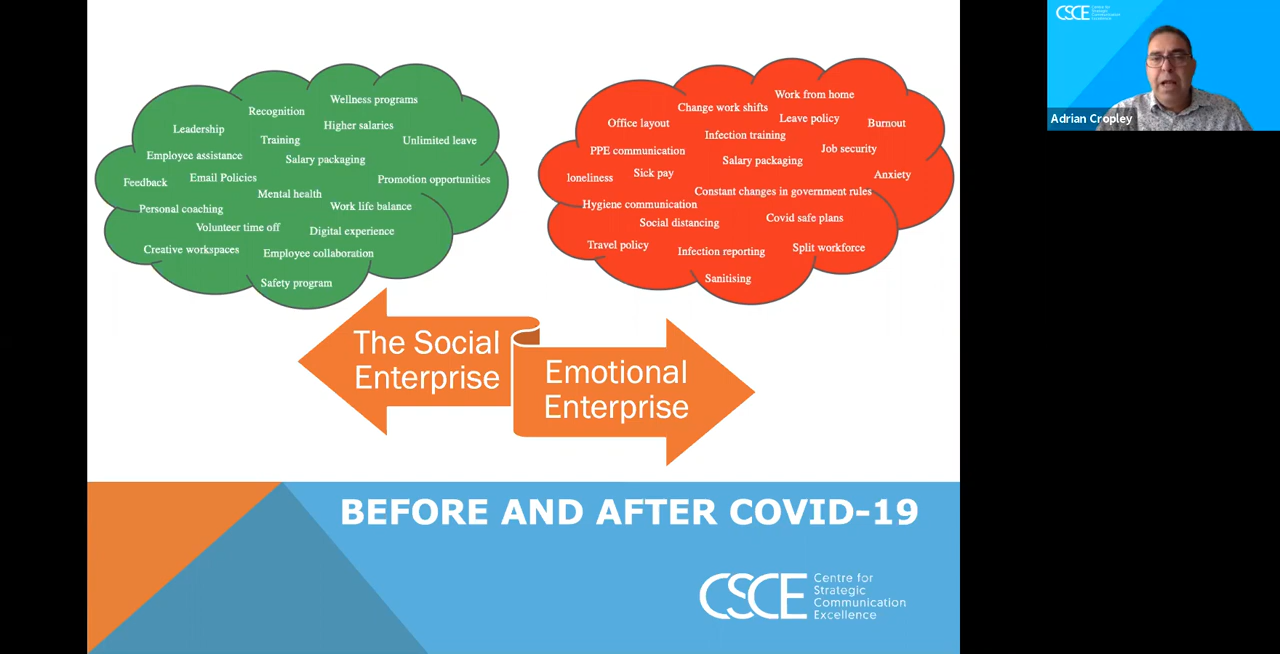 Wellness programs
Recognition
Higher salaries
Leadership
Training
Unlimited leave
Employee assistance
Salary packaging
Feedback
Email Policies
Promotion opportunities
Mental health
Personal coaching
Work life balance
Volunteer time off
Digital experience
Creative workspaces
Employee collaboration
Safety program
Work from home
Change work shifts
Leave policy
Office layout
Burnout
Infection training
PPE communication
Job security
Salary packaging
loneliness
Sick pay
Anxiety
Constant changes in government rules
Hygiene communication
Social distancing
Covid safe plans
Travel policy
Infection reporting
Split workforce
Sanitising
The Social
Enterprise
Emotional
Enterprise
BEFORE AND AFTER COVID-19
CSCE
Centre for
Strategic
Communication
Excellence
CSCE
Centre for
Strategic
Communication
Excellence
Adrian Cropley